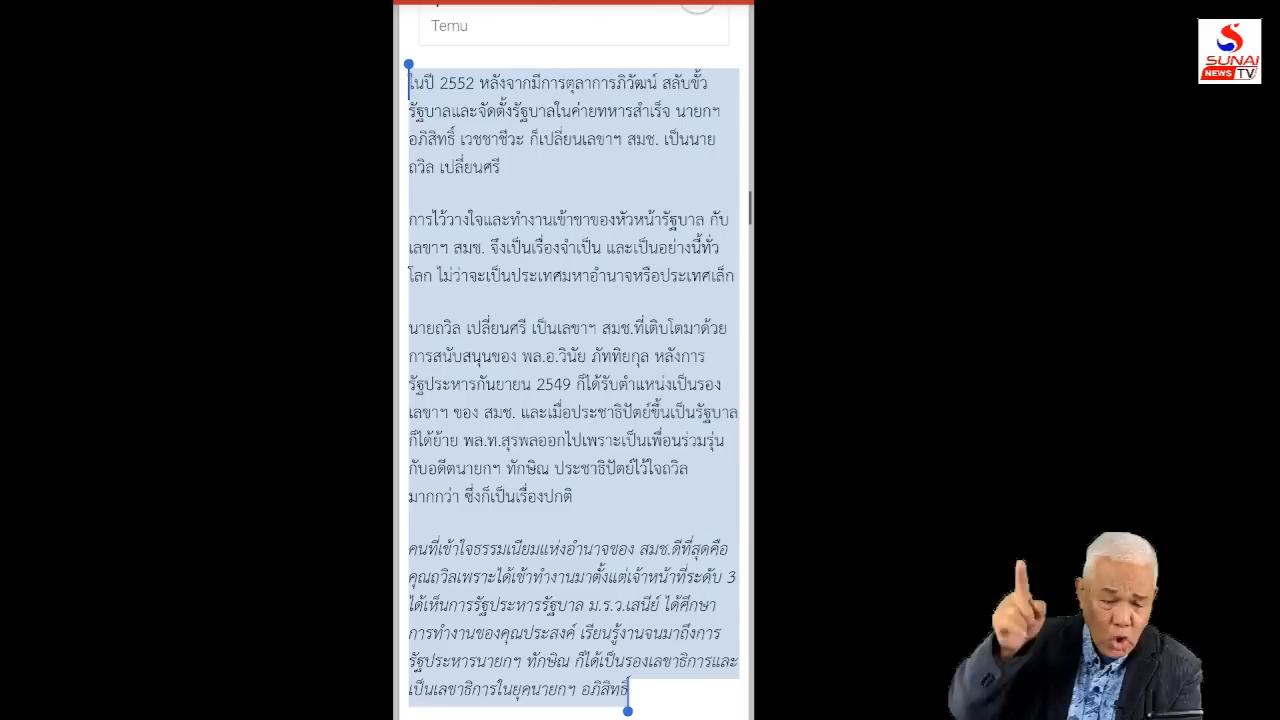 Temu
SUNAI
NEWS TV
ในปี 2552 หลังจากมีการตุลาการภิวัฒน์ สลับขั้ว
รัฐบาลและจัดตั้งรัฐบาลในค่ายทหารสำเร็จ นายกฯ
อภิสิทธิ์ เวชชาชีวะ ก็เปลี่ยนเลขาฯ สมช. เป็นนาย
ถวิล เปลี่ยนศรี
การไว้วางใจและทำงานเข้าขาของหัวหน้ารัฐบาล กับ
เลขาฯ สมช. จึงเป็นเรื่องจำเป็น และเป็นอย่างนี้ทั่ว
โลก ไม่ว่าจะเป็นประเทศมหาอำนาจหรือประเทศเล็ก
นายถวิล เปลี่ยนศรี เป็นเลขาฯ สมช.ที่เติบโตมาด้วย
การสนับสนุนของ พล.อ.วินัย ภัททิยกุล หลังการ
รัฐประหารกันยายน 2549 ก็ได้รับตำแหน่งเป็นรอง
เลขาฯ ของ สมช. และเมื่อประชาธิปัตย์ขึ้นเป็นรัฐบาล
ก็ได้ย้าย พล.ท.สุรพลออกไปเพราะเป็นเพื่อนร่วมรุ่น
กับอดีตนายกฯ ทักษิณ ประชาธิปัตย์ไว้ใจถวิล
มากกว่า ซึ่งก็เป็นเรื่องปกติ
คนที่เข้าใจธรรมเนียมแห่งอำนาจของ สมช.ดีที่สุดคือ
คุณถวิลเพราะได้เข้าทำงานมาตั้งแต่เจ้าหน้าที่ระดับ 3
ได้เห็นการรัฐประหารรัฐบาล ม.ร.ว.เสนีย์ ได้ศึกษา
การทำงานของคุณประสงค์ เรียนรู้งานจนมาถึงการ
รัฐประหารนายกฯ ทักษิณ ก็ได้เป็นรองเลขาธิการและ
เป็นเลขาธิการในยุคนายกฯ อภิสิทธิ์